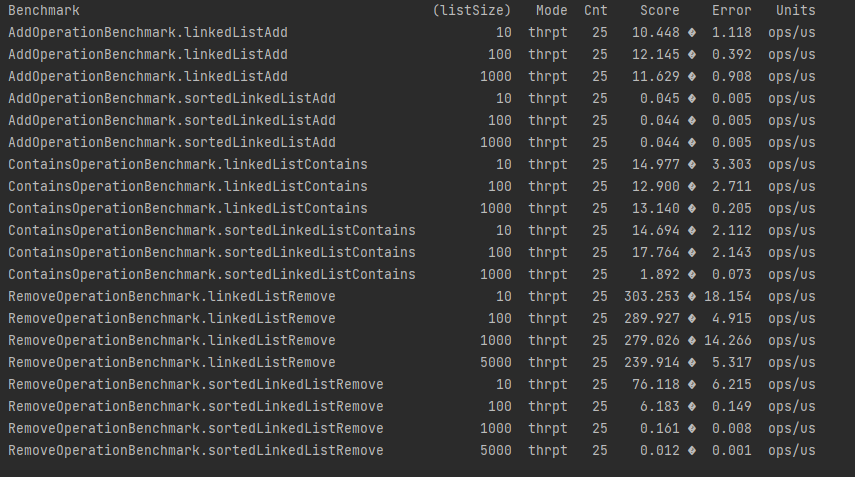 Benchmark (listSize) Mode Cnt Score Error Units
AddOperationBenchmark.linkedListAdd 10 thrpt 25 10.448 � 1.118 ops/us
AddOperationBenchmark.linkedListAdd 100 thrpt 25 12.145 � 0.392 ops/us
AddOperationBenchmark.linkedListAdd 1000 thrpt 25 11.629 � 0.908 ops/us
AddOperationBenchmark.sortedLinkedListAdd 10 thrpt 25 0.045 � 0.005 ops/us
AddOperationBenchmark.sortedLinkedListAdd 100 thrpt 25 0.044 � 0.005 ops/us
AddOperationBenchmark.sortedLinkedListAdd 1000 thrpt 25 0.044 � 0.005 ops/us
ContainsOperationBenchmark.linkedListContains 10 thrpt 25 14.977 � 3.303 ops/us
ContainsOperationBenchmark.linkedListContains 100 thrpt 25 12.900 � 2.711 ops/us
ContainsOperationBenchmark.linkedListContains 1000 thrpt 25 13.140 � 0.205 ops/us
ContainsOperationBenchmark.sortedLinkedListContains 10 thrpt 25 14.694 � 2.112 ops/us
ContainsOperationBenchmark.sortedLinkedListContains 100 thrpt 25 17.764 � 2.143 ops/us
ContainsOperationBenchmark.sortedLinkedListContains 1000 thrpt 25 1.892 � 0.073 ops/us
RemoveOperationBenchmark.linkedListRemove 10 thrpt 25 303.253 � 18.154 ops/us
RemoveOperationBenchmark.linkedListRemove 100 thrpt 25 289.927 � 4.915 ops/us
RemoveOperationBenchmark.linkedListRemove 1000 thrpt 25 279.026 � 14.266 ops/us
RemoveOperationBenchmark.linkedListRemove 5000 thrpt 25 239.914 � 5.317 ops/us
RemoveOperationBenchmark.sortedLinkedListRemove 10 thrpt 25 76.118 � 6.215 ops/us
RemoveOperationBenchmark.sortedLinkedListRemove 100 thrpt 25 6.183 � 0.149 ops/us
RemoveOperationBenchmark.sortedLinkedListRemove 1000 thrpt 25 0.161 � 0.008 ops/us
RemoveOperationBenchmark.sortedLinkedListRemove 5000 thrpt 25 0.012 � 0.001 ops/us